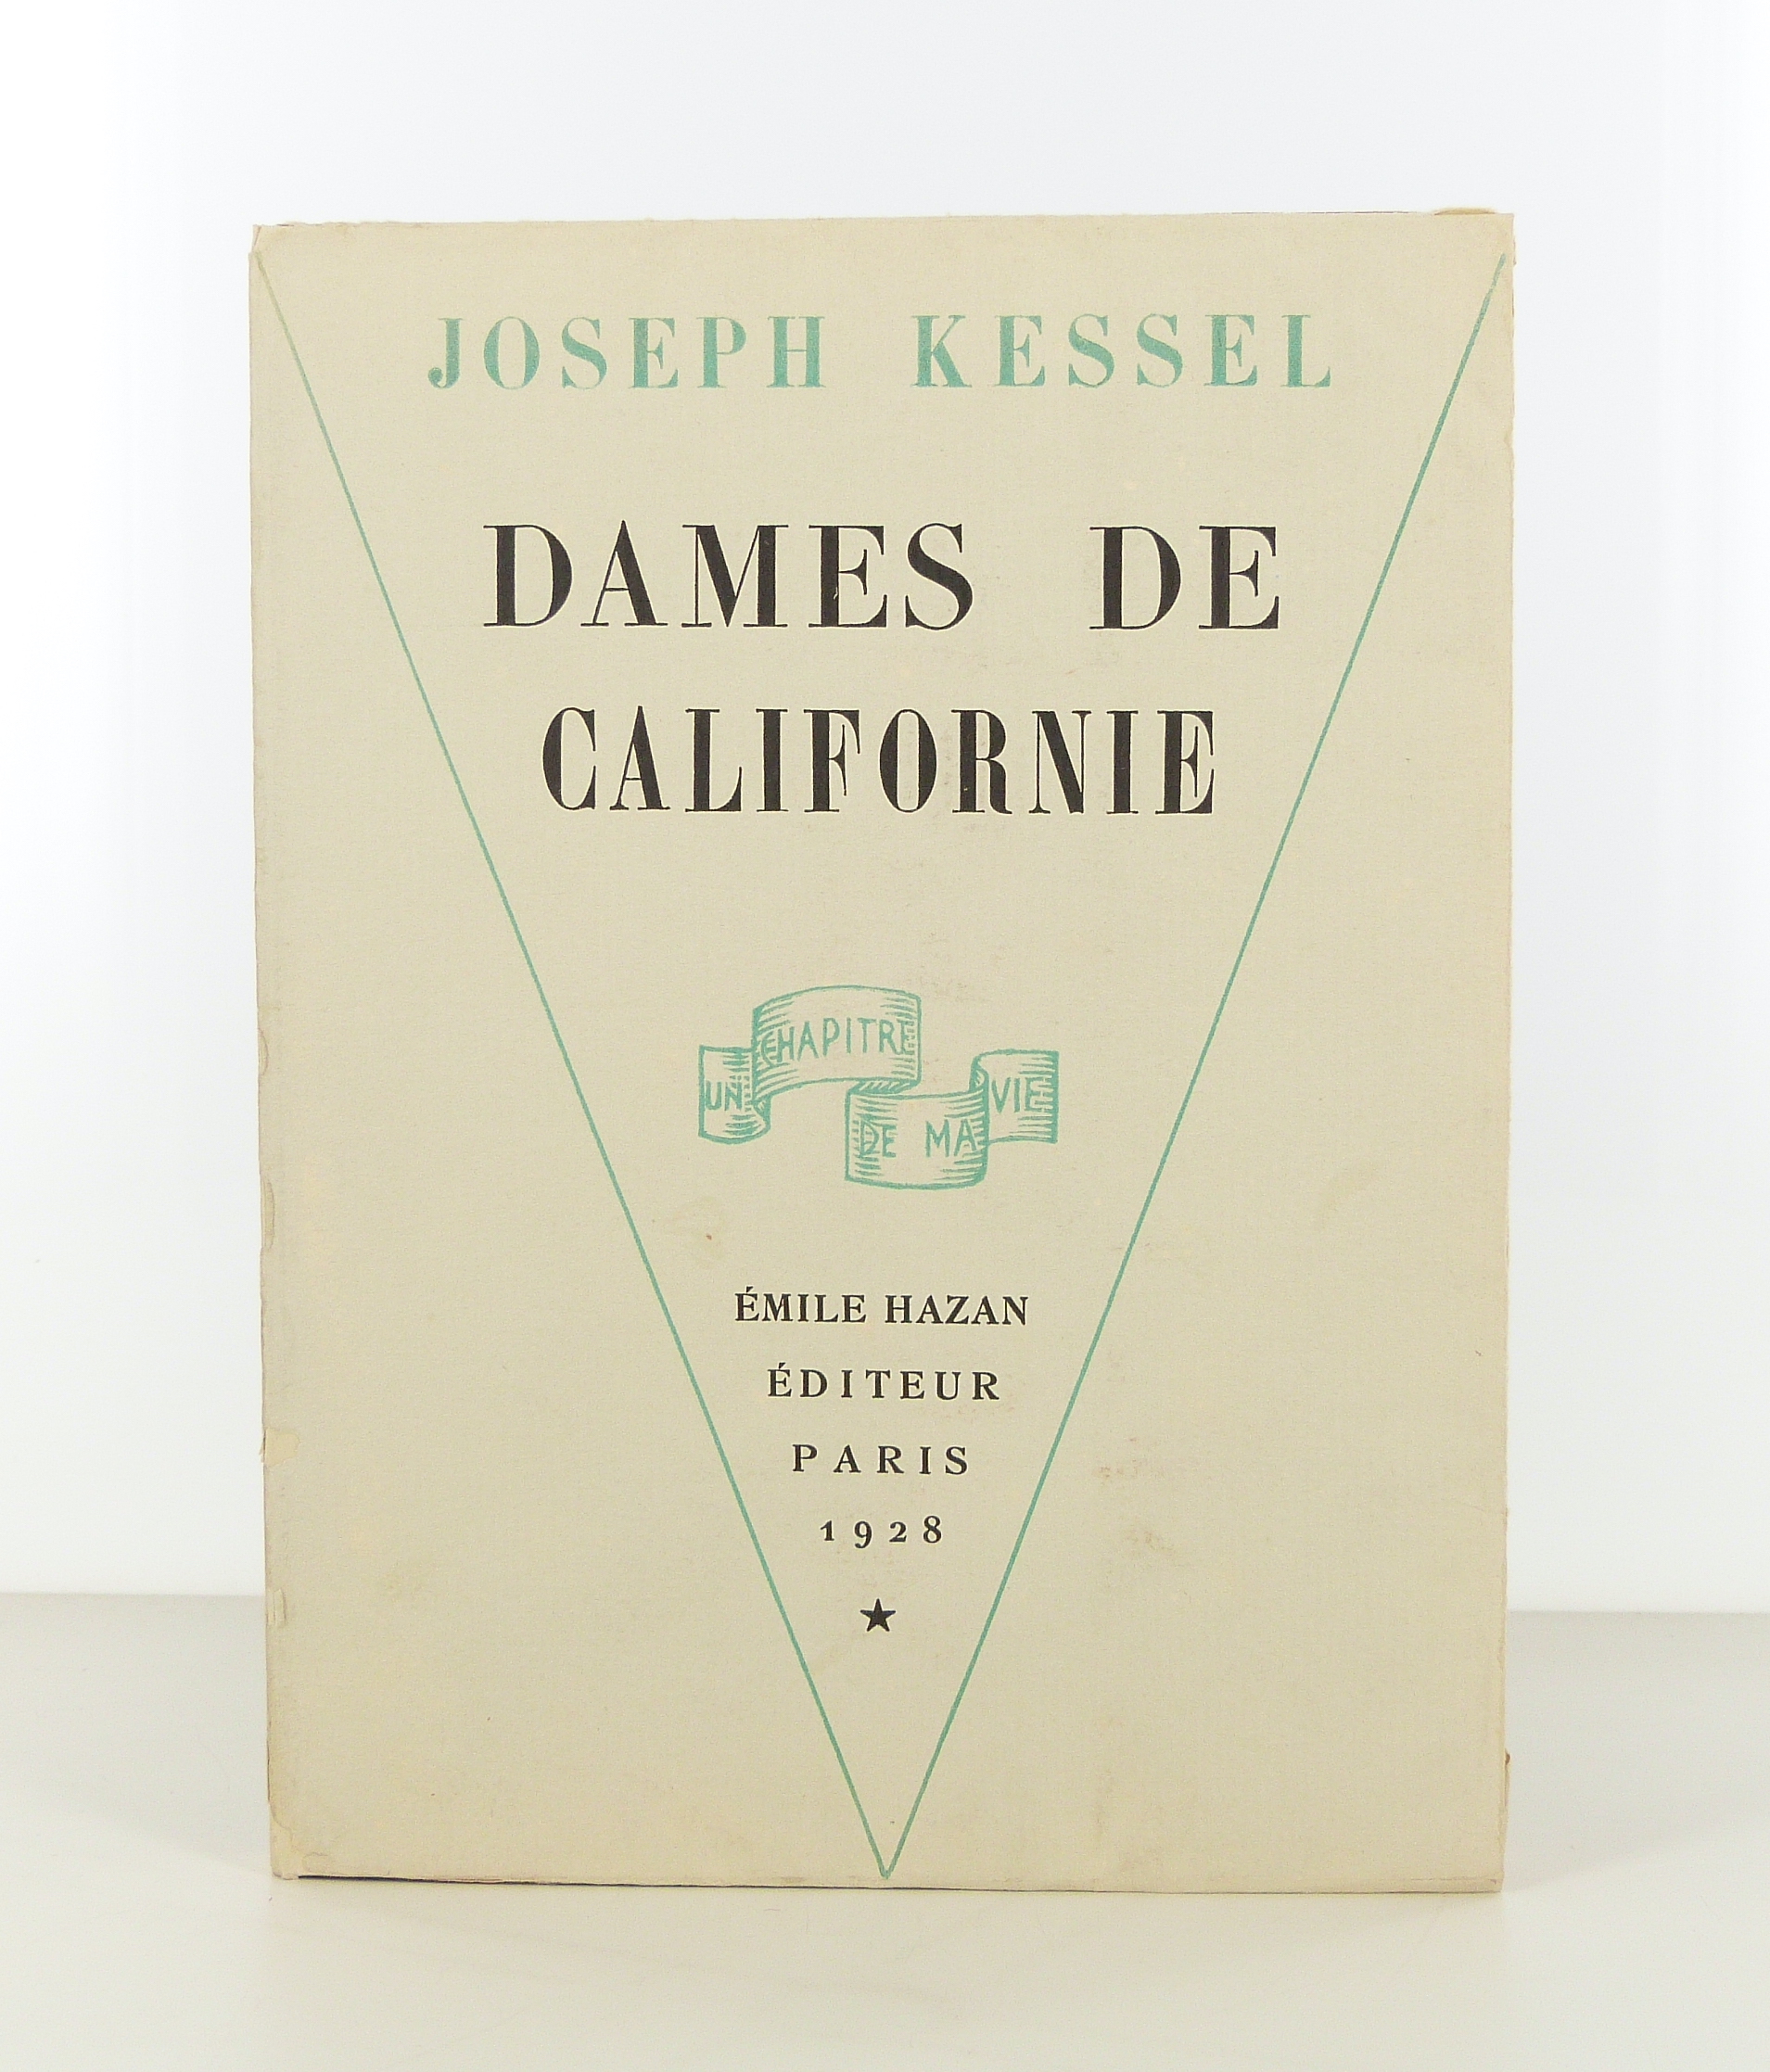 JOSEPH KESSEL
DAMES DE
CALIFORNIE
UN CHAPITRE
DE MA VIE
ÉMILE HAZAN
ÉDITEUR
PARIS
1928